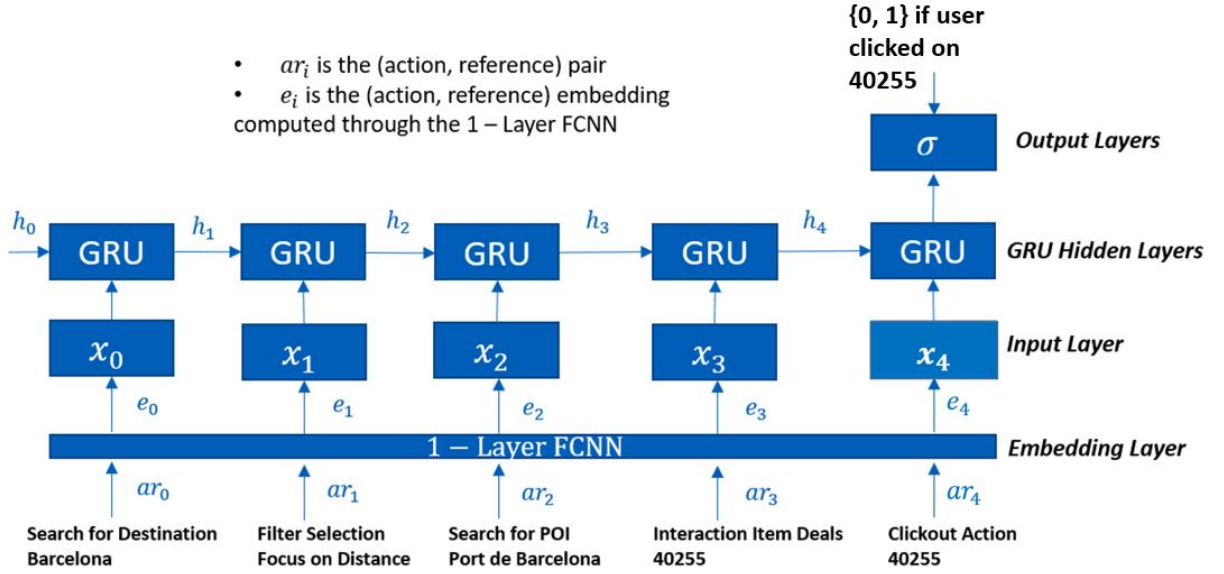 {0, 1} if user
clicked on
40255
• ar_i is the (action, reference) pair
• e_i is the (action, reference) embedding
computed through the 1 – Layer FCNN
σ
Output Layers
h_0
h_1
h_2
h_3
h_4
GRU
GRU
GRU
GRU
GRU
GRU Hidden Layers
x_0
x_1
x_2
x_3
x_4
Input Layer
e_0
e_1
e_2
e_3
e_4
1 – Layer FCNN
Embedding Layer
ar_0
ar_1
ar_2
ar_3
ar_4
Search for Destination
Barcelona
Filter Selection
Focus on Distance
Search for POI
Port de Barcelona
Interaction Item Deals
40255
Clickout Action
40255